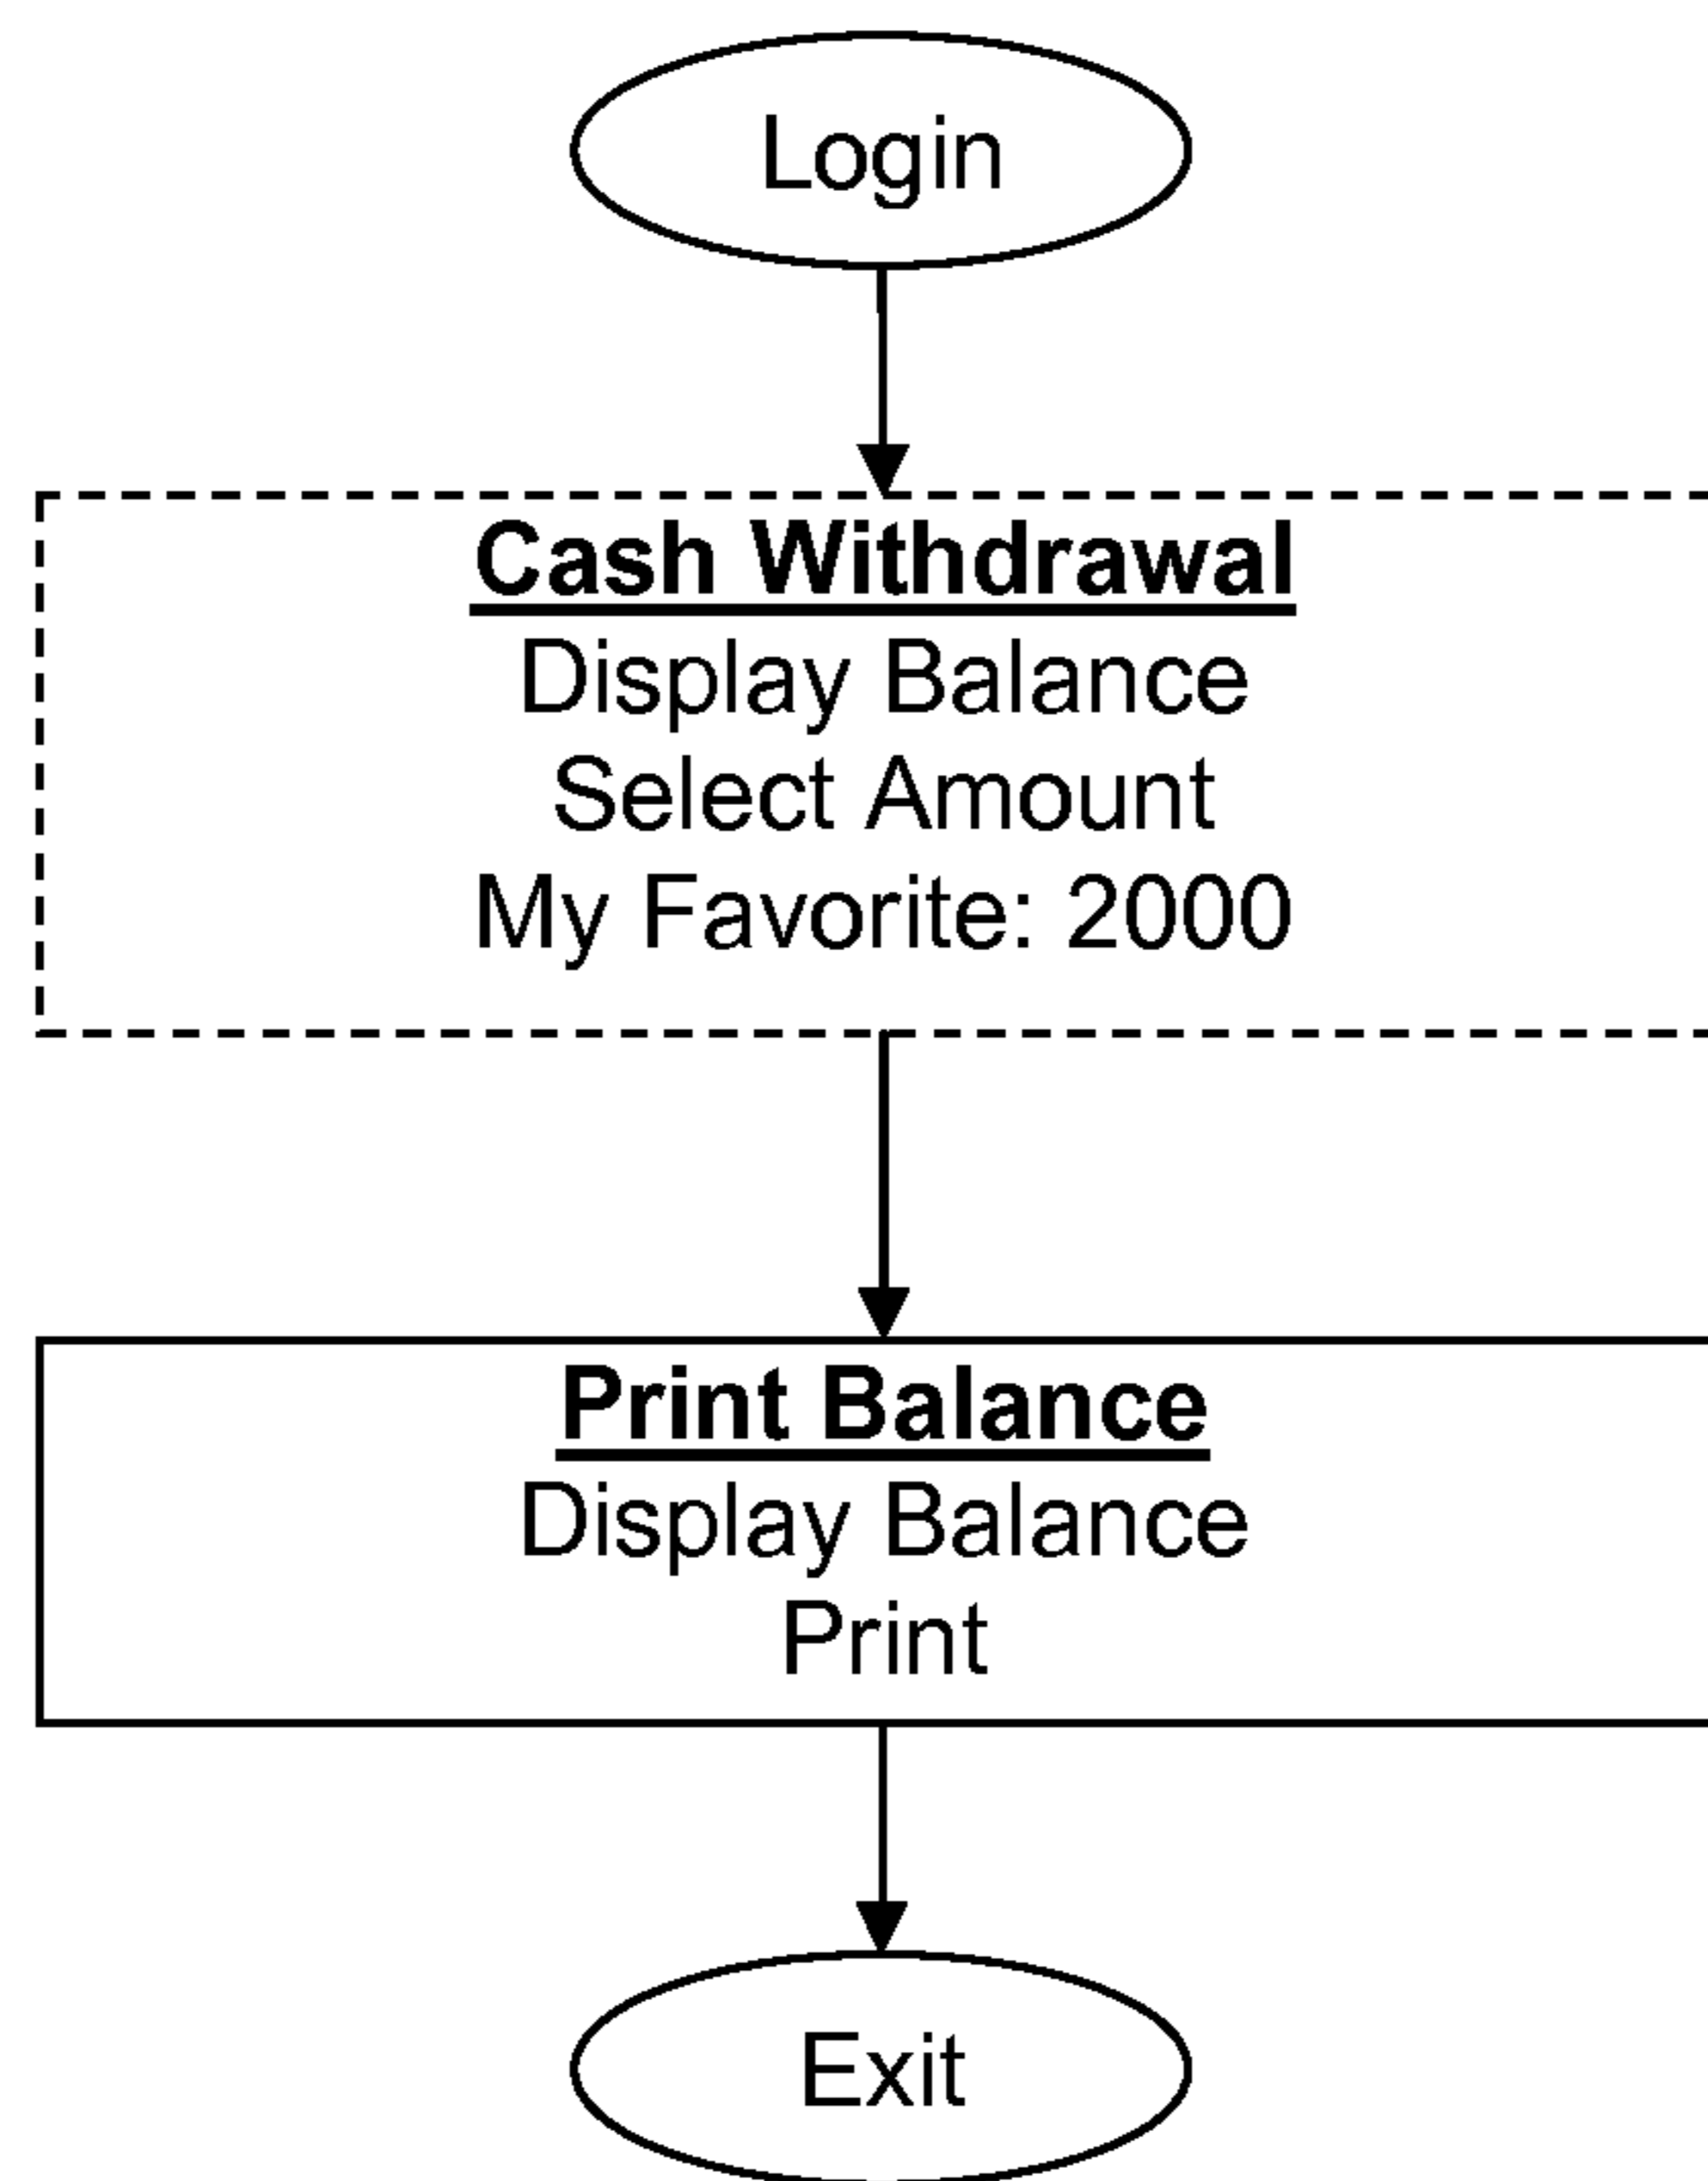 Login
Cash Withdrawal
Display Balance
Select Amount
My Favorite: 2000
Print Balance
Display Balance
Print
Exit